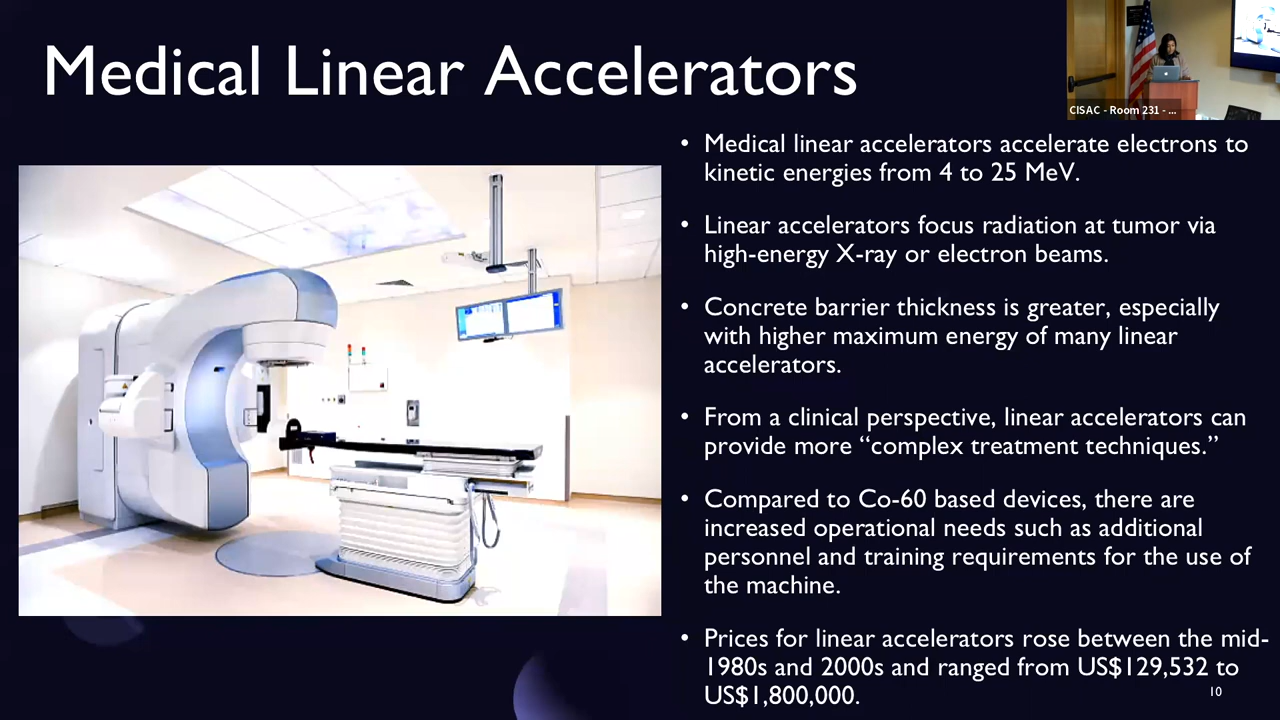 Medical Linear Accelerators
CISAC - Room 231 - ...
• Medical linear accelerators accelerate electrons to
kinetic energies from 4 to 25 MeV.
• Linear accelerators focus radiation at tumor via
high-energy X-ray or electron beams.
• Concrete barrier thickness is greater, especially
with higher maximum energy of many linear
accelerators.
• From a clinical perspective, linear accelerators can
provide more “complex treatment techniques.”
• Compared to Co-60 based devices, there are
increased operational needs such as additional
personnel and training requirements for the use of
the machine.
• Prices for linear accelerators rose between the mid-
1980s and 2000s and ranged from US$129,532 to
US$1,800,000.
10